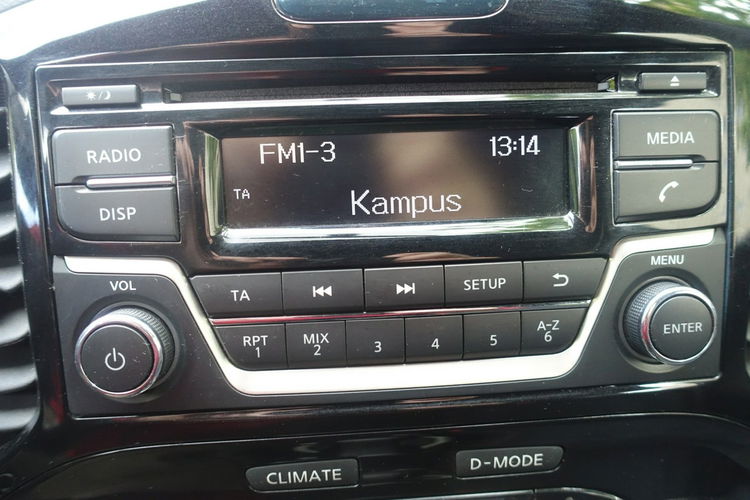 RADIO
DISP
FM1-3
13:14
TA
Kampus
MEDIA
VOL
MENU
TA
SETUP
RPT
1
MIX
2
3
4
5
A-Z
6
ENTER
CLIMATE
D-MODE